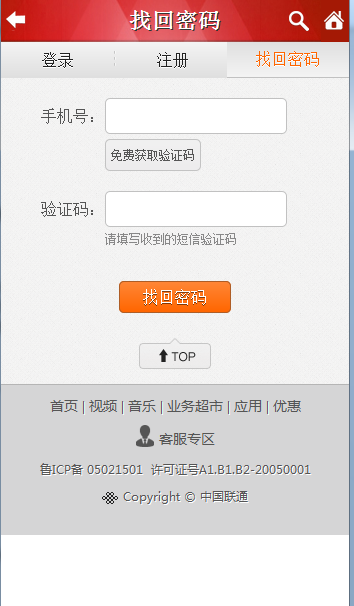 找回密码
登录 注册 找回密码
手机号：
免费获取验证码
验证码：
请填写收到的短信验证码
找回密码
TOP
首页 | 视频 | 音乐 | 业务超市 | 应用 | 优惠
客服专区
鲁ICP备 05021501 许可证号A1.B1.B2-20050001
Copyright © 中国联通